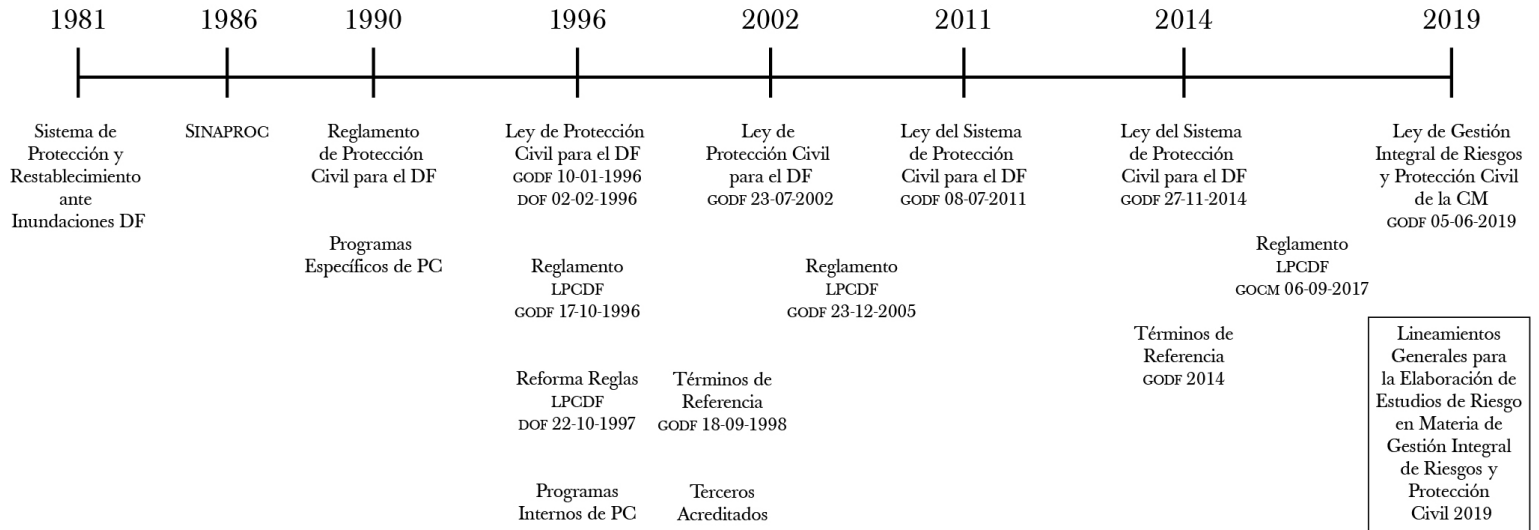 1981
1986
1990
1996
2002
2011
2014
2019
Sistema de
Protección y
Restablecimiento
ante
Inundaciones DF
SINAPROC
Reglamento
de Protección
Civil para el DF
Programas
Específicos de PC
Ley de Protección
Civil para el DF
GODF 10-01-1996
DOF 02-02-1996
Reglamento
LPCDF
GODF 17-10-1996
Reforma Reglas
LPCDF
DOF 22-10-1997
Programas
Internos de PC
Términos de
Referencia
GODF 18-09-1998
Terceros
Acreditados
Ley de
Protección Civil
para el DF
GODF 23-07-2002
Reglamento
LPCDF
GODF 23-12-2005
Ley del Sistema
de Protección
Civil para el DF
GODF 08-07-2011
Ley del Sistema
de Protección
Civil para el DF
GODF 27-11-2014
Términos de
Referencia
GODF 2014
Reglamento
LPCDF
GOCM 06-09-2017
Ley de Gestión
Integral de Riesgos
y Protección Civil
de la CM
GODF 05-06-2019
Lineamientos
Generales para
la Elaboración de
Estudios de Riesgo
en Materia de
Gestión Integral
de Riesgos y
Protección
Civil 2019